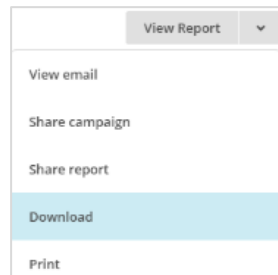 View Report
View email
Share campaign
Share report
Download
Print